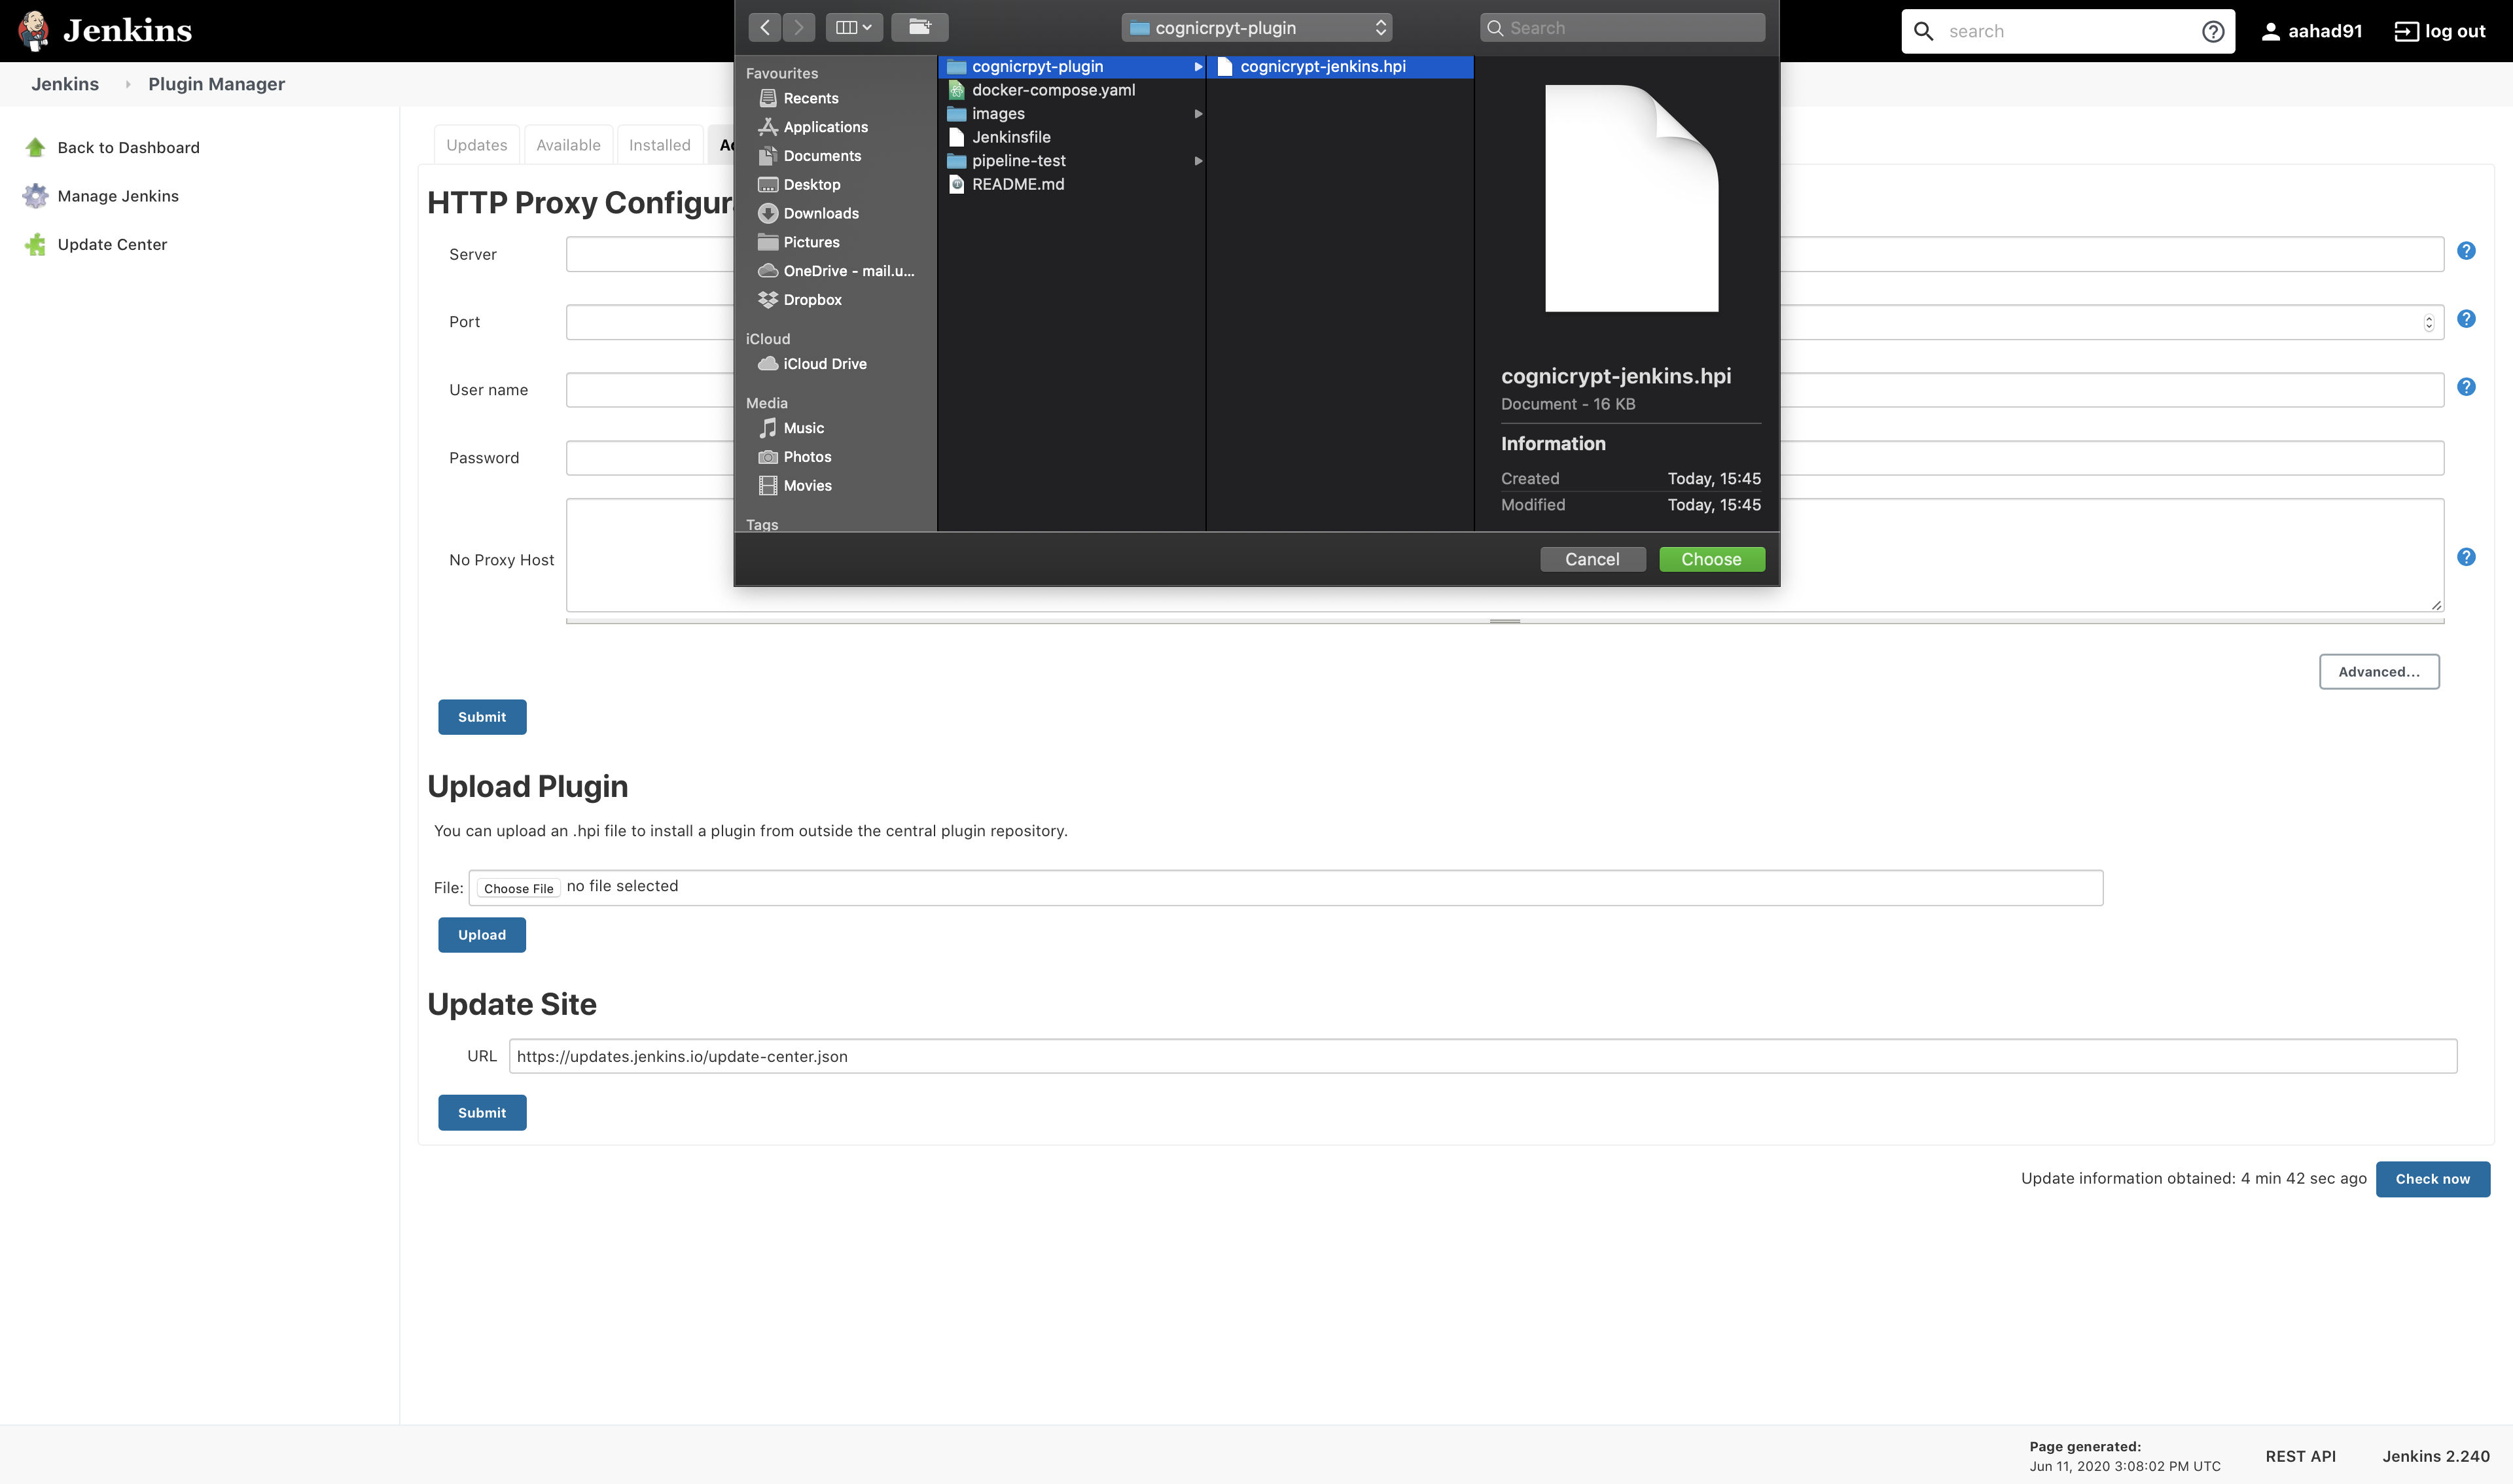 Jenkins
search
aahad91
log out
Jenkins
Plugin Manager
Back to Dashboard
Manage Jenkins
Update Center
cognicrpyt-plugin
Search
Favourites
Recents
Applications
Documents
Desktop
Downloads
Pictures
OneDrive - mail.u...
Dropbox
iCloud
iCloud Drive
Media
Music
Photos
Movies
Tags
cognicrpyt-plugin
docker-compose.yaml
images
Jenkinsfile
pipeline-test
README.md
cognicrypt-jenkins.hpi
cognicrypt-jenkins.hpi
Document - 16 KB
Information
Created Today, 15:45
Modified Today, 15:45
Cancel Choose
Updates
Available
Installed
HTTP Proxy
Server
Port
User name
Password
No Proxy Host
Advanced...
Submit
Upload Plugin
You can upload an .hpi file to install a plugin from outside the central plugin repository.
File: Choose File no file selected
Upload
Update Site
URL https://updates.jenkins.io/update-center.json
Submit
Update information obtained: 4 min 42 sec ago
Check now
Page generated:
Jun 11, 2020 3:08:02 PM UTC
REST API
Jenkins 2.240